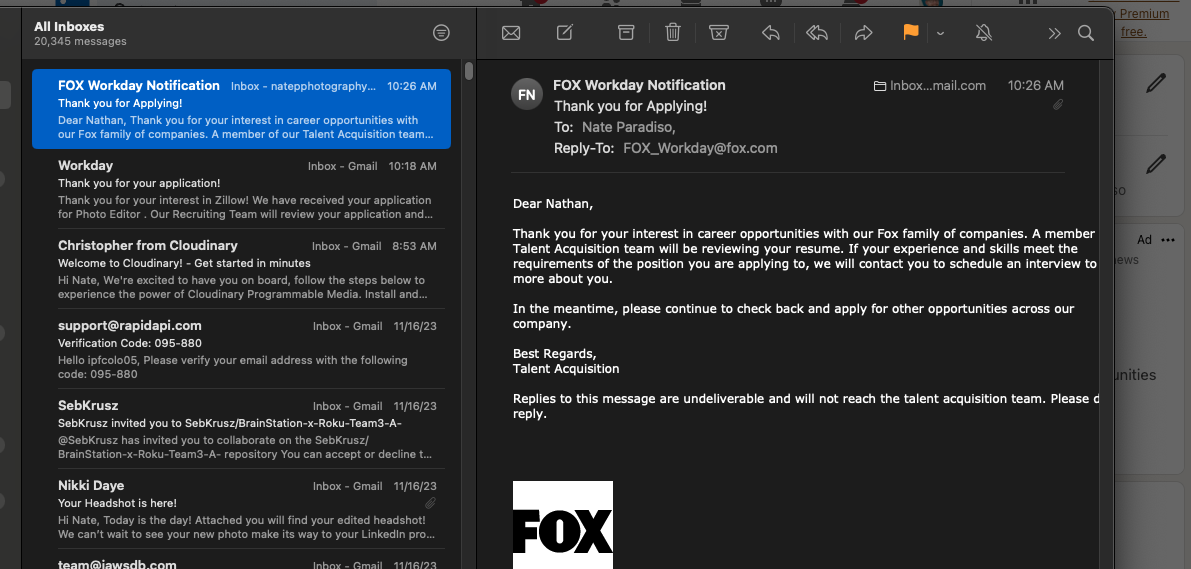 All Inboxes
20,345 messages
FOX Workday Notification Inbox - natepphotography... 10:26 AM
Thank you for Applying!
Dear Nathan, Thank you for your interest in career opportunities with
our Fox family of companies. A member of our Talent Acquisition team...
Workday Inbox - Gmail 10:18 AM
Thank you for your application!
Thank you for your interest in Zillow! We have received your application
for Photo Editor . Our Recruiting Team will review your application and...
Christopher from Cloudinary Inbox - Gmail 8:53 AM
Welcome to Cloudinary! - Get started in minutes
Hi Nate, We're excited to have you on board, follow the steps below to
experience the power of Cloudinary Programmable Media. Install and...
support@rapidapi.com Inbox - Gmail 11/16/23
Verification Code: 095-880
Hello ipfcolo05, Please verify your email address with the following
code: 095-880
SebKrusz Inbox - Gmail 11/16/23
SebKrusz invited you to SebKrusz/BrainStation-x-Roku-Team3-A-
@SebKrusz has invited you to collaborate on the SebKrusz/
BrainStation-x-Roku-Team3-A- repository You can accept or decline t...
Nikki Daye Inbox - Gmail 11/16/23
Your Headshot is here!
Hi Nate, Today is the day! Attached you will find your edited headshot!
We can't wait to see your new photo make its way to your LinkedIn pro...
team@jawsdb.com Inbox - Gmail 11/16/23
FN
FOX Workday Notification Inbox...mail.com 10:26 AM
Thank you for Applying!
To: Nate Paradiso,
Reply-To: FOX_Workday@fox.com
Dear Nathan,
Thank you for your interest in career opportunities with our Fox family of companies. A member
Talent Acquisition team will be reviewing your resume. If your experience and skills meet the
requirements of the position you are applying to, we will contact you to schedule an interview to
more about you.
In the meantime, please continue to check back and apply for other opportunities across our
company.
Best Regards,
Talent Acquisition
Replies to this message are undeliverable and will not reach the talent acquisition team. Please d
reply.
FOX
Premium
free.
so
Ad
ews
unities